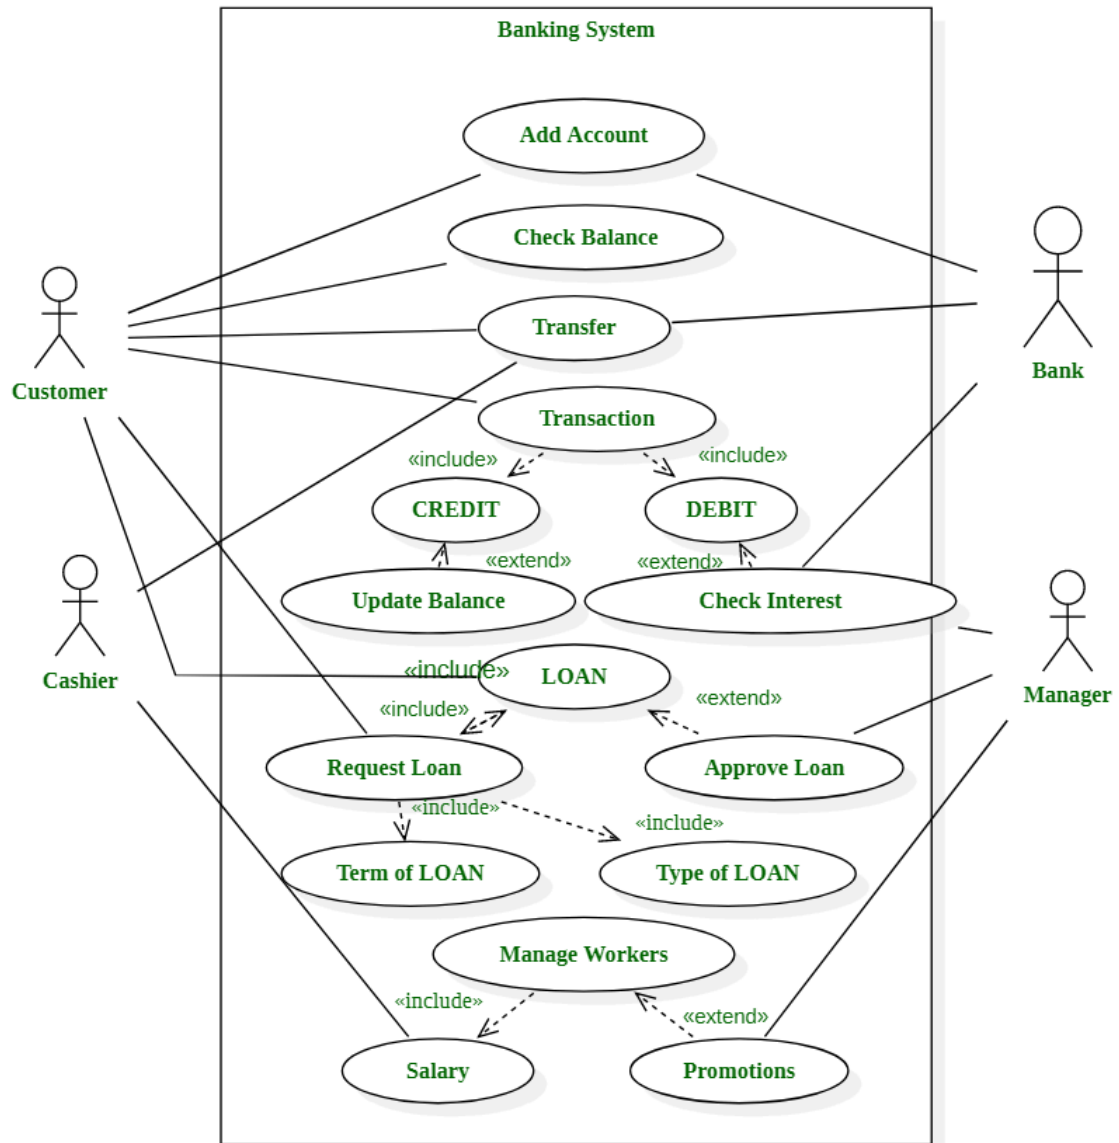 Banking System
Add Account
Check Balance
Transfer
Customer
Bank
Transaction
«include»
«include»
CREDIT
DEBIT
«extend»
«extend»
Update Balance
Check Interest
Cashier
«include»
LOAN
Manager
«include»
«extend»
Request Loan
Approve Loan
«include»
«include»
Term of LOAN
Type of LOAN
Manage Workers
«include»
«extend»
Salary
Promotions